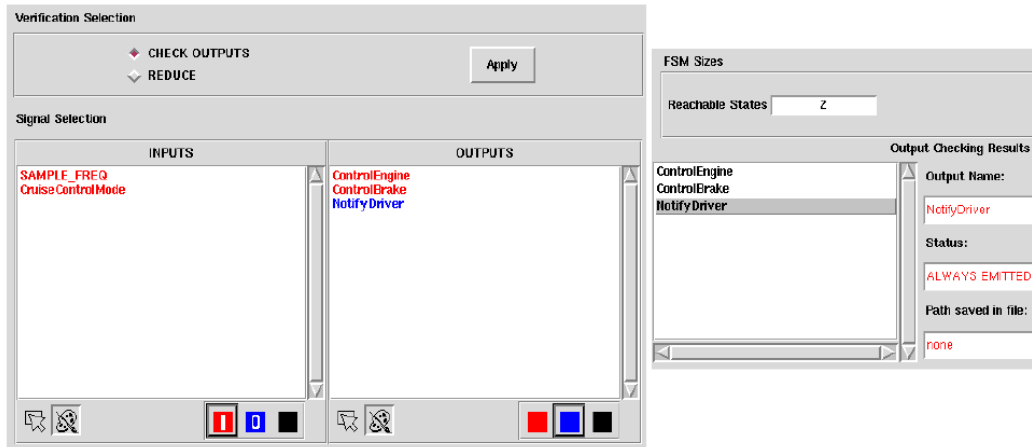 Verification Selection
CHECK OUTPUTS
REDUCE
Apply
Signal Selection
INPUTS
SAMPLE_FREQ
CruiseControlMode
OUTPUTS
ControlEngine
ControlBrake
NotifyDriver
I
0
FSM Sizes
Reachable States
2
Output Checking Results
ControlEngine
ControlBrake
NotifyDriver
Output Name:
NotifyDriver
Status:
ALWAYS EMITTED
Path saved in file:
none